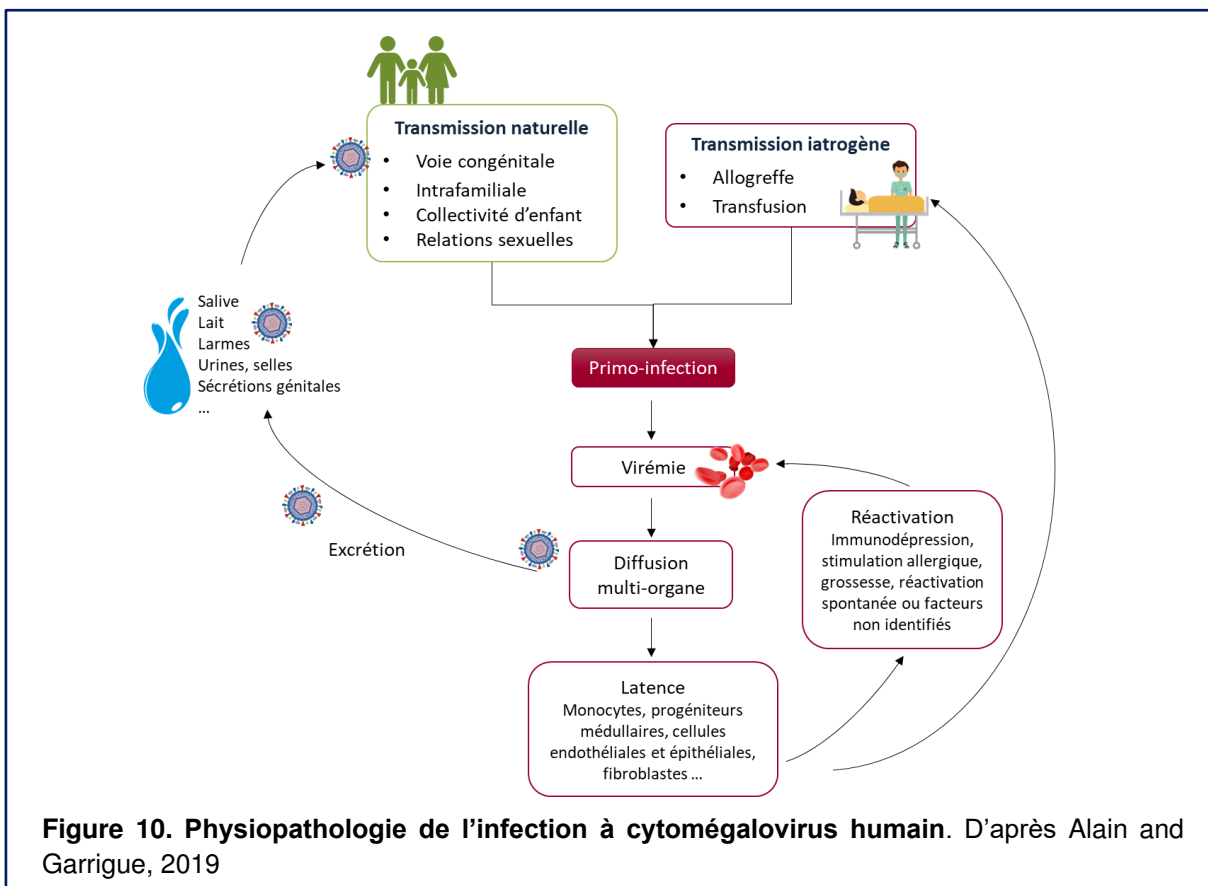 Transmission naturelle
• Voie congénitale
• Intrafamiliale
• Collectivité d'enfant
• Relations sexuelles
Transmission iatrogène
• Allogreffe
• Transfusion
Salive
Lait
Larmes
Urines, selles
Sécrétions génitales
...
Primo-infection
Virémie
Excrétion
Diffusion
multi-organe
Réactivation
Immunodépression,
stimulation allergique,
grossesse, réactivation
spontanée ou facteurs
non identifiés
Latence
Monocytes, progéniteurs
médullaires, cellules
endothéliales et épithéliales,
fibroblastes ...
Figure 10. Physiopathologie de l'infection à cytomégalovirus humain. D'après Alain and
Garrigue, 2019